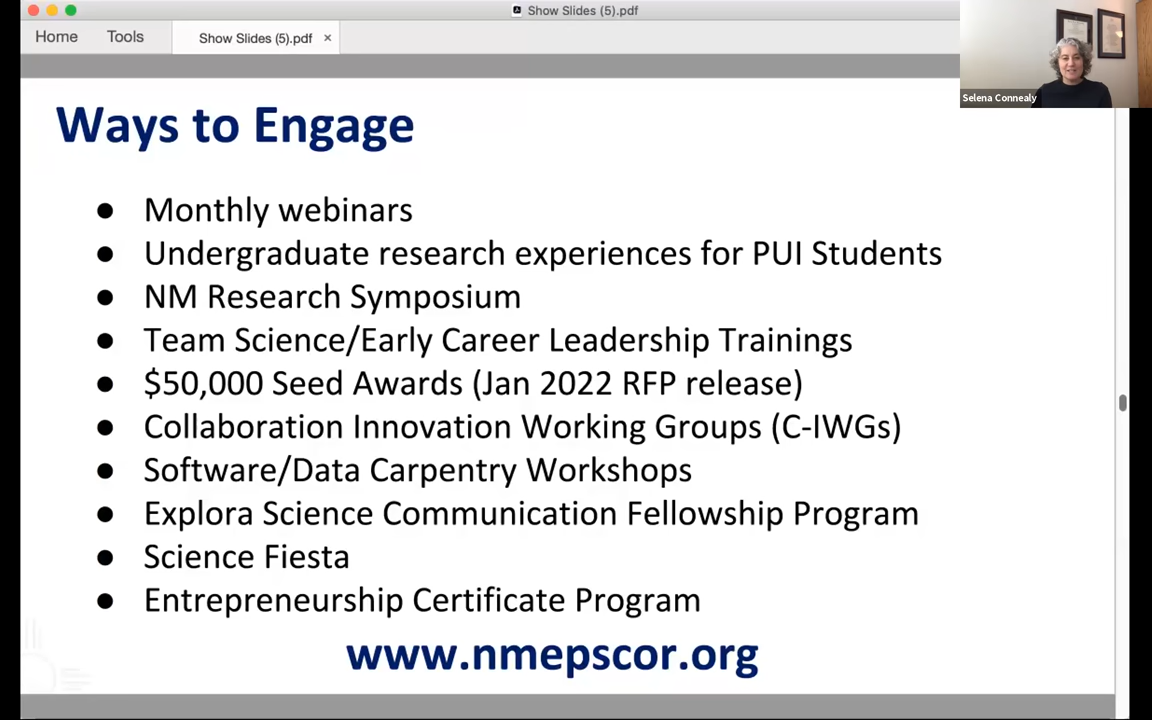 Show Slides (5).pdf
Home
Tools
Show Slides (5).pdf ×
Selena Connealy
Ways to Engage
● Monthly webinars
● Undergraduate research experiences for PUI Students
● NM Research Symposium
● Team Science/Early Career Leadership Trainings
● $50,000 Seed Awards (Jan 2022 RFP release)
● Collaboration Innovation Working Groups (C-IWGs)
● Software/Data Carpentry Workshops
● Explora Science Communication Fellowship Program
● Science Fiesta
● Entrepreneurship Certificate Program
www.nmepscor.org